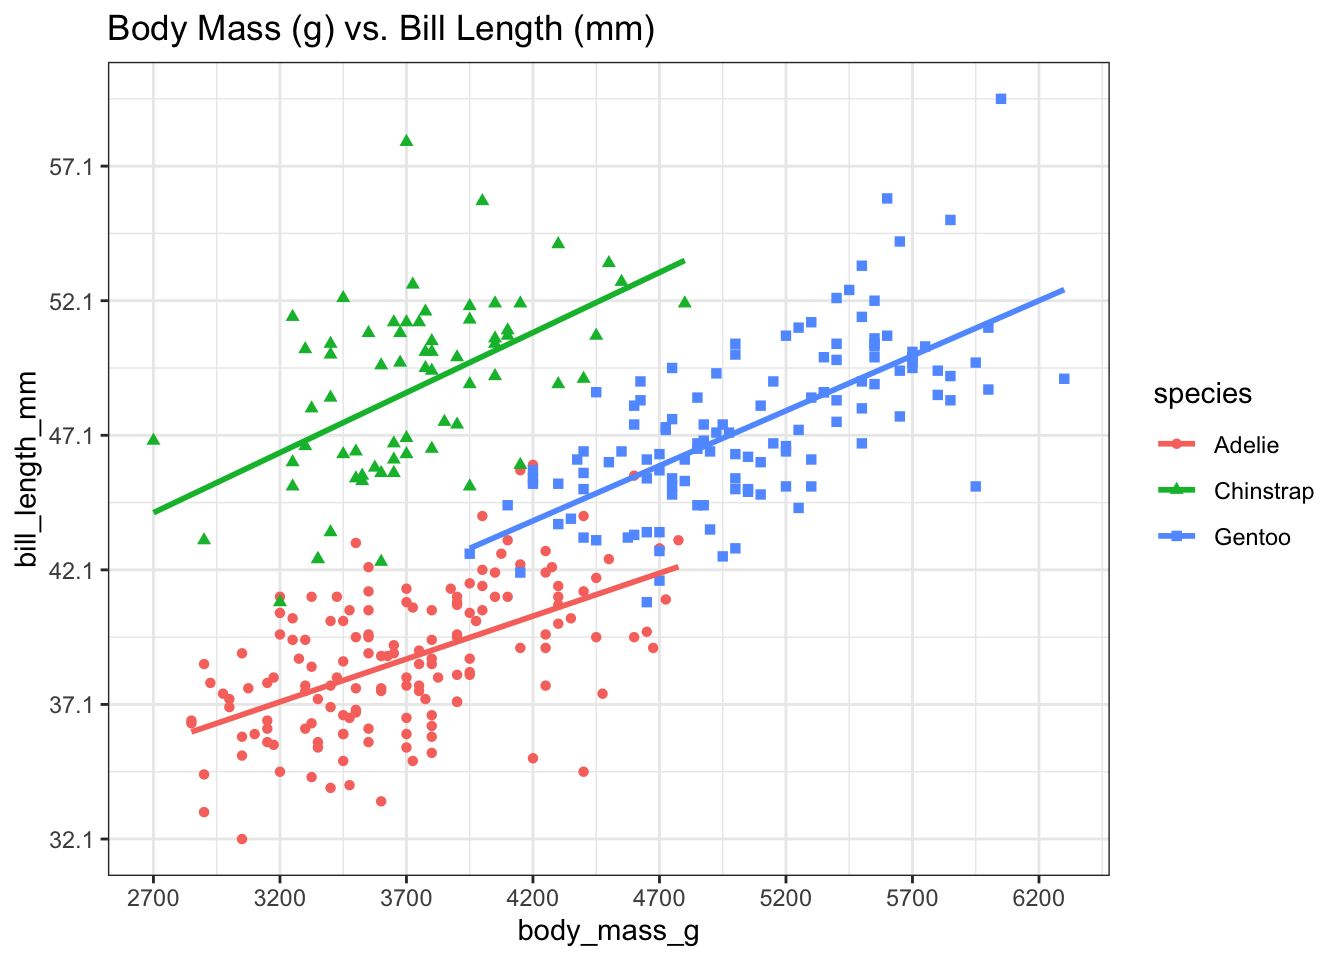 Body Mass (g) vs. Bill Length (mm)
57.1
52.1
47.1
42.1
37.1
32.1
bill_length_mm
2700 3200 3700 4200 4700 5200 5700 6200
body_mass_g
species
Adelie
Chinstrap
Gentoo